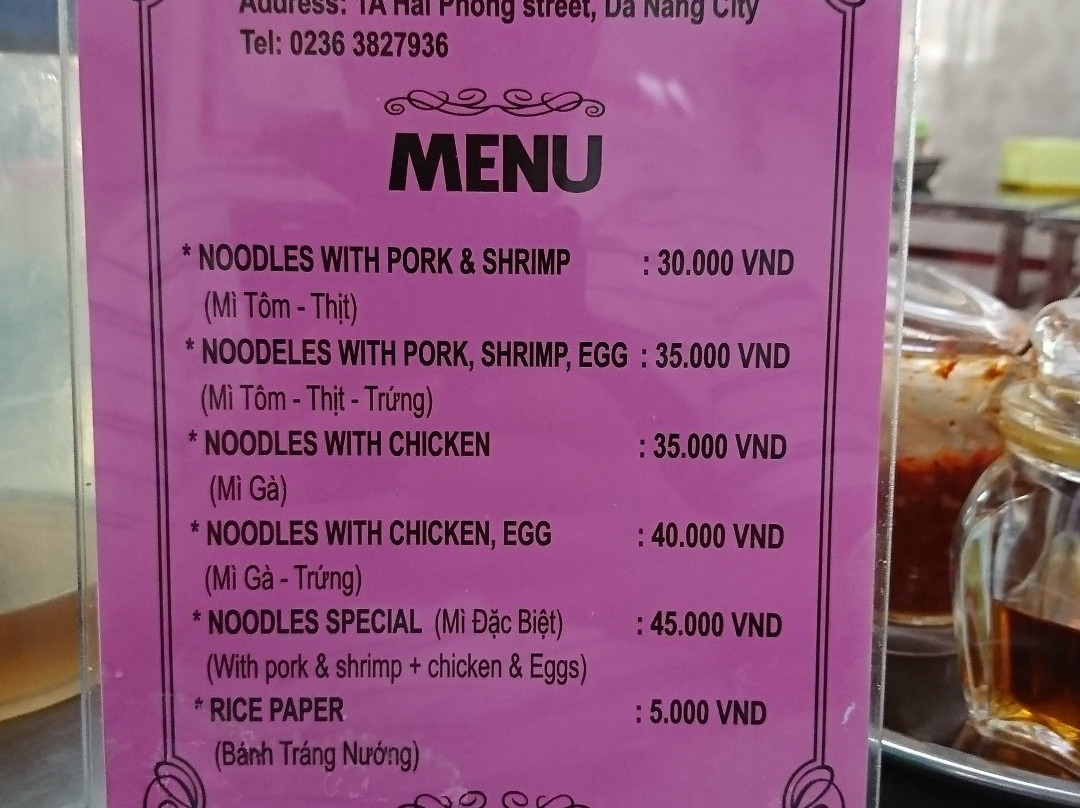 Address: 1A Hải Phòng street, Da Nang City
Tel: 0236 3827936
MENU
* NOODLES WITH PORK & SHRIMP : 30.000 VND
(Mì Tôm - Thịt)
* NOODELES WITH PORK, SHRIMP, EGG : 35.000 VND
(Mì Tôm - Thịt - Trứng)
* NOODLES WITH CHICKEN : 35.000 VND
(Mì Gà)
* NOODLES WITH CHICKEN, EGG : 40.000 VND
(Mì Gà - Trứng)
* NOODLES SPECIAL (Mì Đặc Biệt) : 45.000 VND
(With pork & shrimp + chicken & Eggs)
* RICE PAPER : 5.000 VND
(Bánh Tráng Nướng)